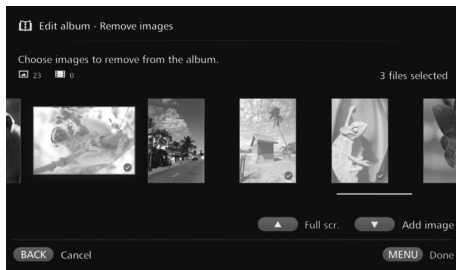 Edit album - Remove images
Choose images to remove from the album.
23 0
3 files selected
Full scr. Add image
BACK Cancel
MENU Done